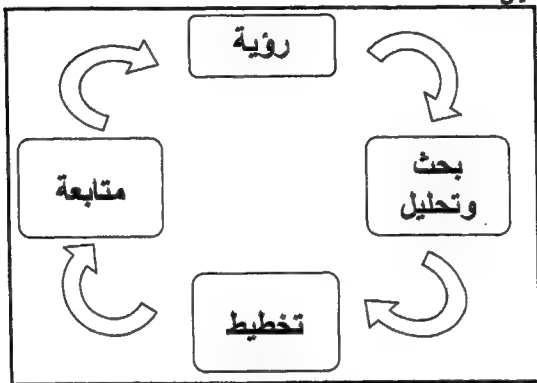 رؤية
بحث
وتحليل
تخطيط
متابعة